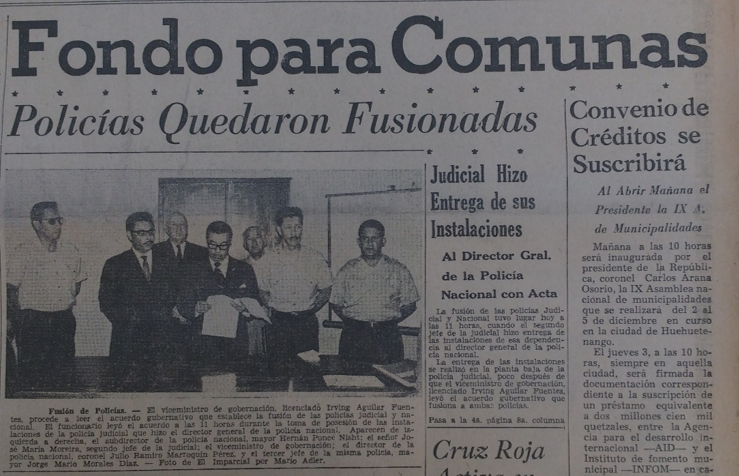 Fondo para Comunas
Policías Quedaron Fusionadas
Judicial Hizo
Entrega de sus
Instalaciones
Al Director Gral.
de la Policía
Nacional con Acta
La fusión de las policías Judi-
cial y Nacional tuvo lugar hoy a
las 11 horas, cuando el segundo
jefe de la judicial hizo entrega de
las instalaciones de esa dependen-
cia al director general de la poli-
cía nacional.
La entrega de las instalaciones
se realizó en la planta baja de la
policía judicial, poco después de
que el viceministro de gobernación,
licenciado Irving Aguilar Fuentes,
leyó el acuerdo gubernativo que
fusiona a ambas policías.
Pasa a la 4a. página 8a. columna
Fusión de Policías. — El viceministro de gobernación, licenciado Irving Aguilar Fuen-
tes, procede a leer el acuerdo gubernativo que establece la fusión de las policías judicial y na-
cional. El funcionario leyó el acuerdo a las 11 horas durante la toma de posesión de las insta-
laciones de la policía judicial que hizo el director general de la policía nacional. Aparecen de iz-
quierda a derecha, el subdirector de la policía nacional, mayor Hernán Ponce Nisht; el señor Jo-
se María Moreira, segundo jefe de la judicial; el viceministro de gobernación; el director de la
policía nacional, coronel Julio Ramiro Marroquín Pérez, y el tercer jefe de la misma policía, ma-
yor Jorge Mario Morales Díaz. — Foto de El Imparcial por Mario Adler.
Cruz Roja
Convenio de
Créditos se
Suscribirá
Al Abrir Mañana el
Presidente la IX A.
de Municipalidades
Mañana a las 10 horas
será inaugurada por el
presidente de la Repúbli-
ca, coronel Carlos Arana
Osorio, la IX Asamblea na-
cional de municipalidades
que se realizará del 2 al
5 de diciembre en curso
en la ciudad de Huehuete-
nango.
El jueves 3, a las 10 ho-
ras, siempre en aquella
ciudad, será firmada la
documentación correspon-
diente a la suscripción de
un préstamo equivalente
a dos millones cien mil
quetzales, entre la Agen-
cia para el desarrollo in-
ternacional —AID— y el
Instituto de fomento muni-
cipal —INFOM— en ca-